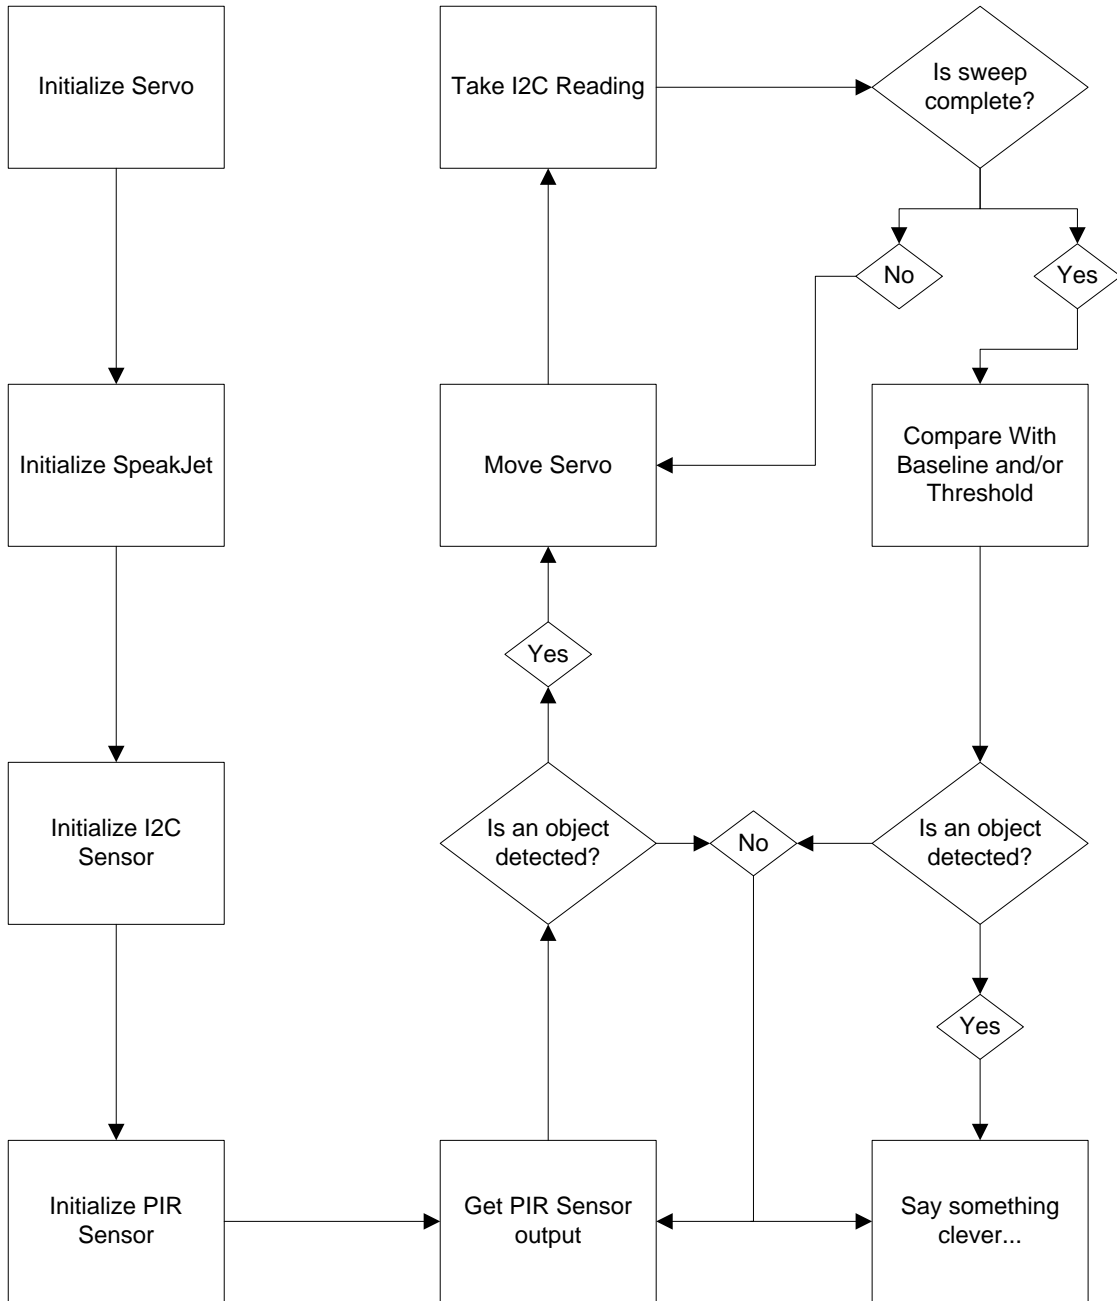 Initialize Servo
Take I2C Reading
Is sweep
complete?
No
Yes
Initialize SpeakJet
Move Servo
Compare With
Baseline and/or
Threshold
Yes
Initialize I2C
Sensor
Is an object
detected?
No
Is an object
detected?
Yes
Initialize PIR
Sensor
Get PIR Sensor
output
Say something
clever...